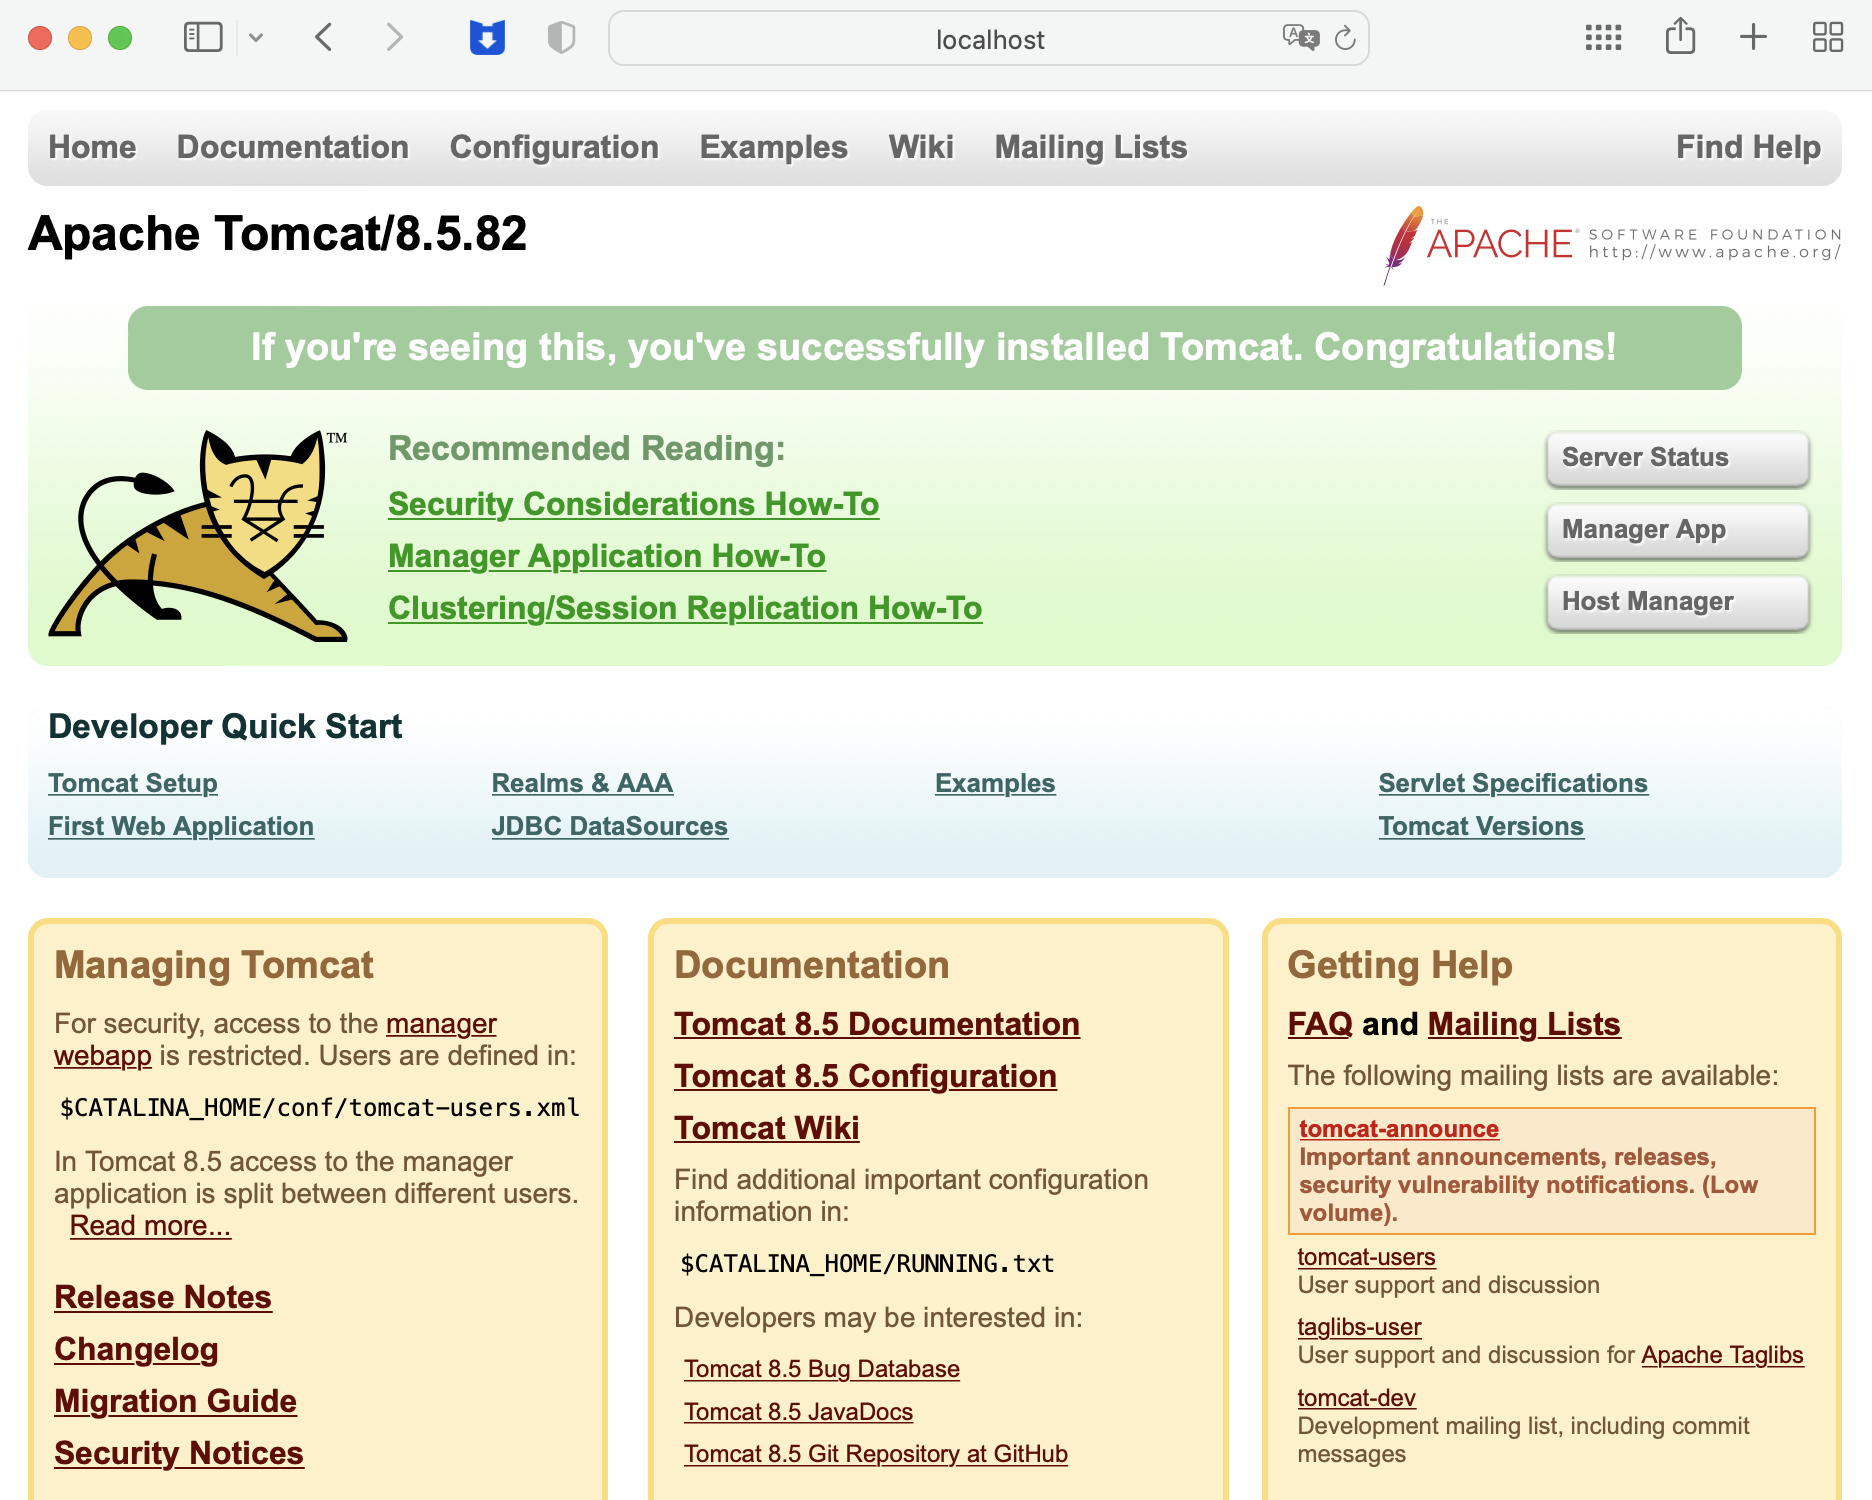 localhost
Home Documentation Configuration Examples Wiki Mailing Lists Find Help
Apache Tomcat/8.5.82
THE
APACHE® SOFTWARE FOUNDATION
http://www.apache.org/
If you're seeing this, you've successfully installed Tomcat. Congratulations!
TM
Recommended Reading:
Security Considerations How-To
Manager Application How-To
Clustering/Session Replication How-To
Server Status
Manager App
Host Manager
Developer Quick Start
Tomcat Setup
First Web Application
Realms & AAA
JDBC DataSources
Examples
Servlet Specifications
Tomcat Versions
Managing Tomcat
For security, access to the manager
webapp is restricted. Users are defined in:
$CATALINA_HOME/conf/tomcat-users.xml
In Tomcat 8.5 access to the manager
application is split between different users.
Read more...
Release Notes
Changelog
Migration Guide
Security Notices
Documentation
Tomcat 8.5 Documentation
Tomcat 8.5 Configuration
Tomcat Wiki
Find additional important configuration
information in:
$CATALINA_HOME/RUNNING.txt
Developers may be interested in:
Tomcat 8.5 Bug Database
Tomcat 8.5 JavaDocs
Tomcat 8.5 Git Repository at GitHub
Getting Help
FAQ and Mailing Lists
The following mailing lists are available:
tomcat-announce
Important announcements, releases,
security vulnerability notifications. (Low
volume).
tomcat-users
User support and discussion
taglibs-user
User support and discussion for Apache Taglibs
tomcat-dev
Development mailing list, including commit
messages